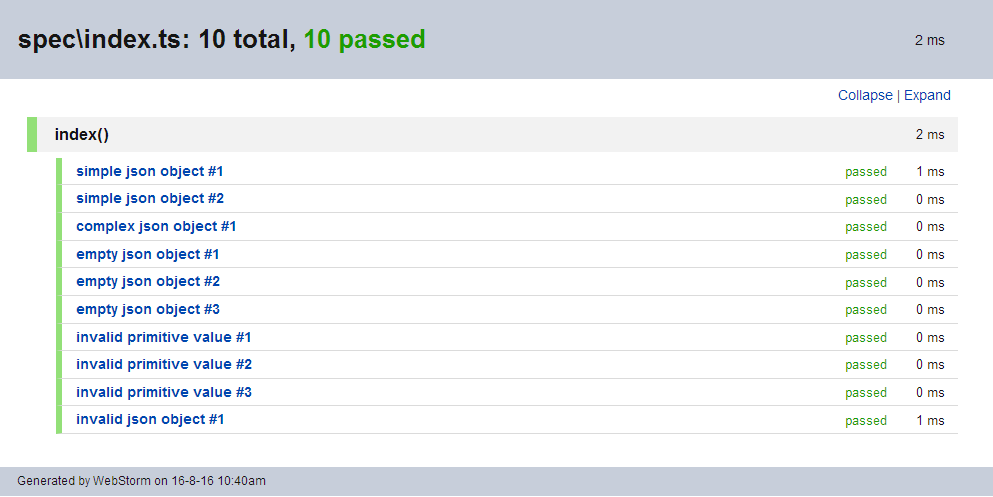 spec\index.ts: 10 total, 10 passed 2 ms
Collapse | Expand
index() 2 ms
simple json object #1 passed 1 ms
simple json object #2 passed 0 ms
complex json object #1 passed 0 ms
empty json object #1 passed 0 ms
empty json object #2 passed 0 ms
empty json object #3 passed 0 ms
invalid primitive value #1 passed 0 ms
invalid primitive value #2 passed 0 ms
invalid primitive value #3 passed 0 ms
invalid json object #1 passed 1 ms
Generated by WebStorm on 16-8-16 10:40am